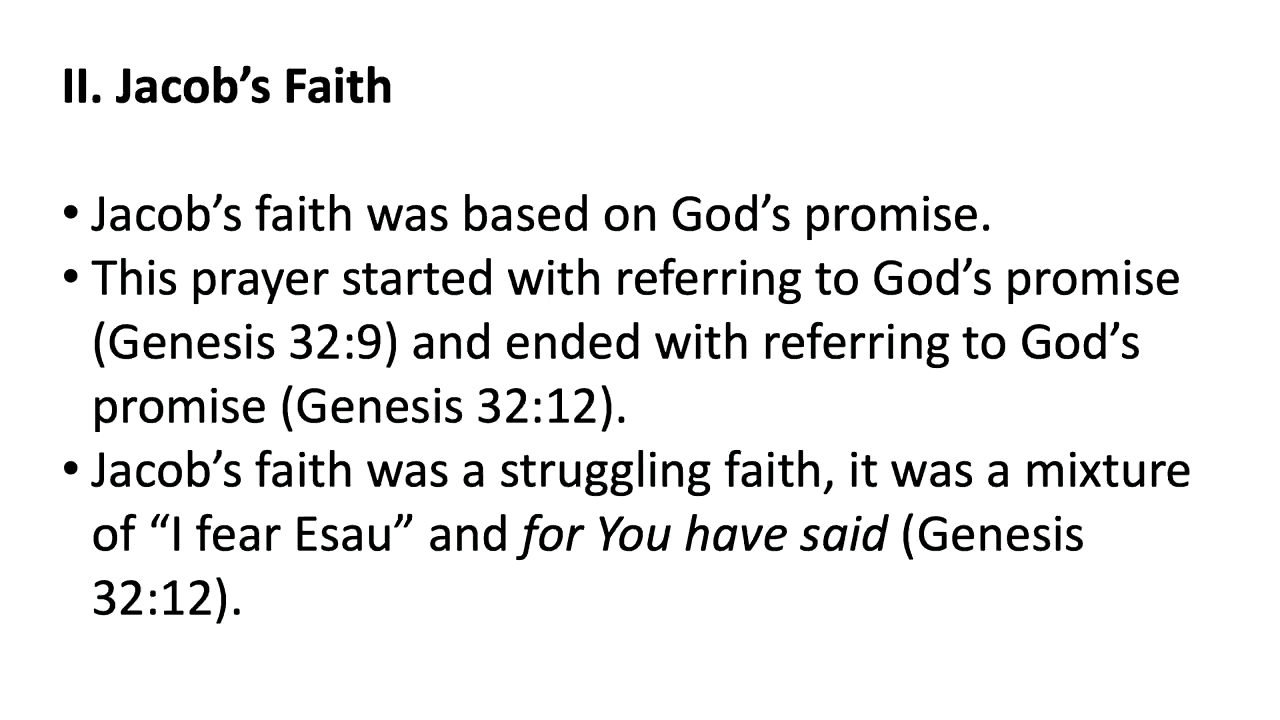 II. Jacob’s Faith
• Jacob’s faith was based on God’s promise.
• This prayer started with referring to God’s promise
(Genesis 32:9) and ended with referring to God’s
promise (Genesis 32:12).
• Jacob’s faith was a struggling faith, it was a mixture
of “I fear Esau” and for You have said (Genesis
32:12).